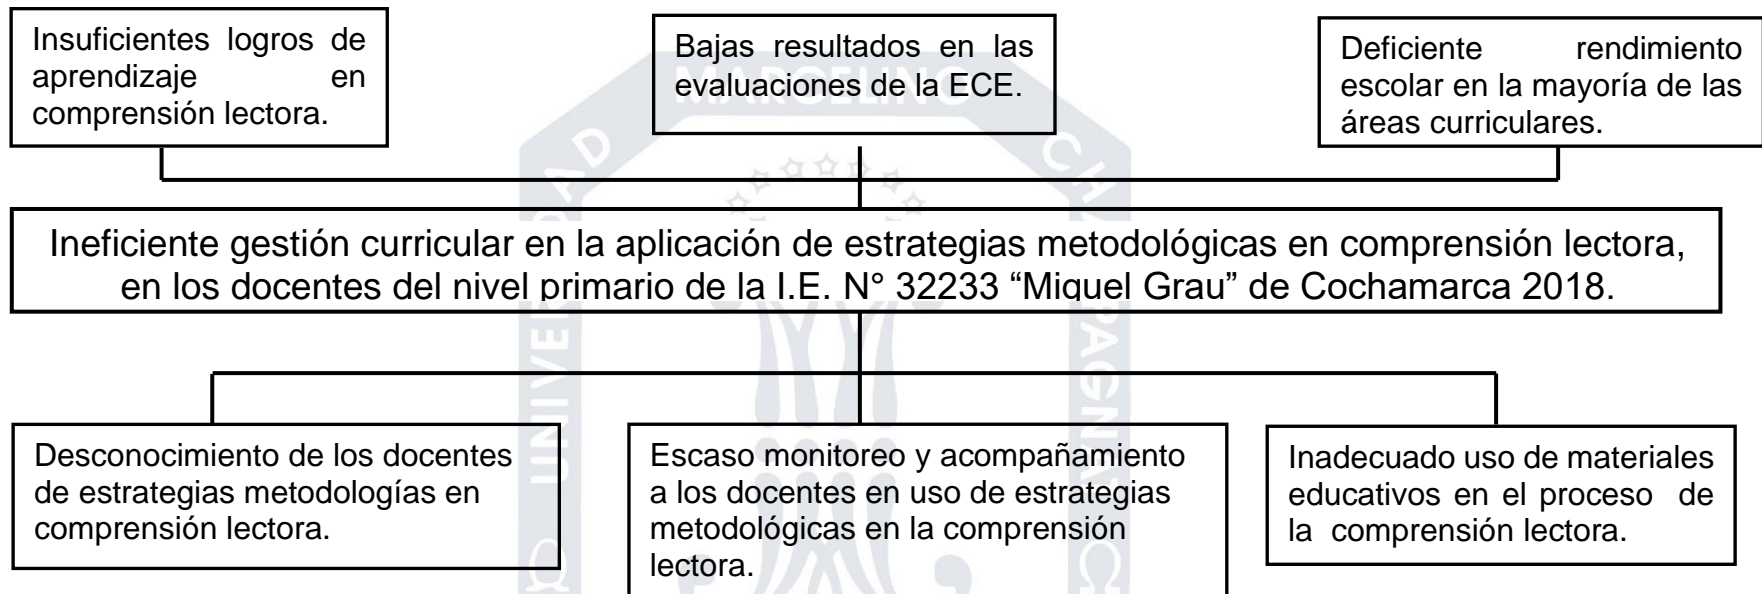 Insuficientes logros de
aprendizaje en
comprensión lectora.
Bajas resultados en las
evaluaciones de la ECE.
Deficiente rendimiento
escolar en la mayoría de las
áreas curriculares.
Ineficiente gestión curricular en la aplicación de estrategias metodológicas en comprensión lectora,
en los docentes del nivel primario de la I.E. N° 32233 “Miguel Grau” de Cochamarca 2018.
Desconocimiento de los docentes
de estrategias metodologías en
comprensión lectora.
Escaso monitoreo y acompañamiento
a los docentes en uso de estrategias
metodológicas en la comprensión
lectora.
Inadecuado uso de materiales
educativos en el proceso de
la comprensión lectora.
MARCELINO